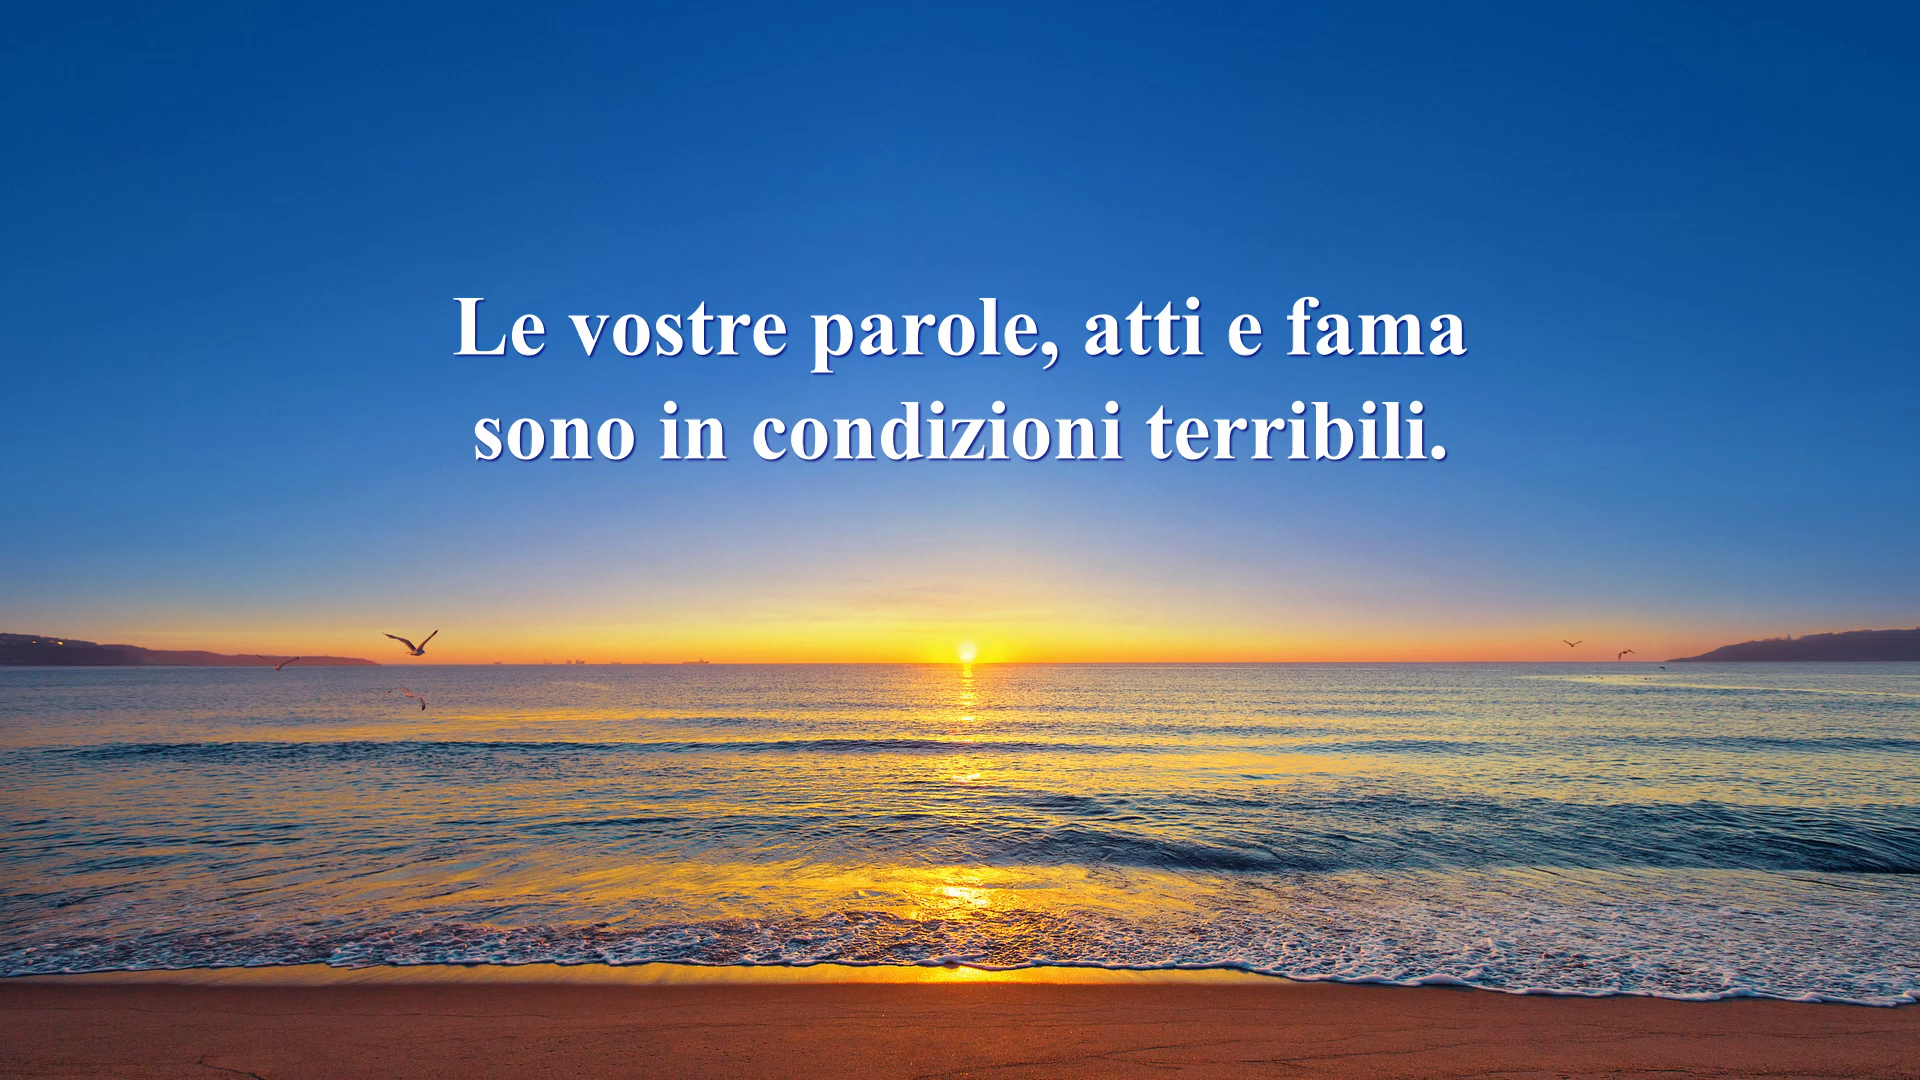 Le vostre parole, atti e fama
sono in condizioni terribili.